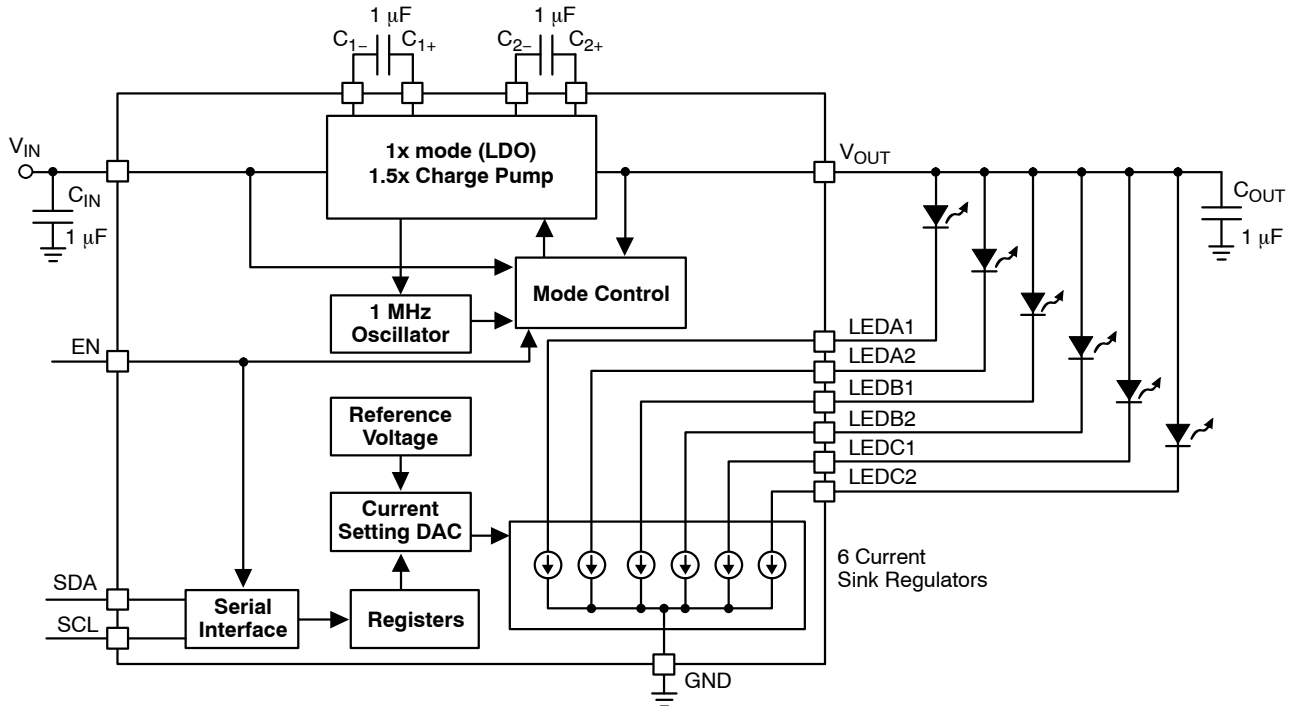 1 μF
1 μF
C1−
C1+
C2−
C2+
VIN
CIN
1 μF
1x mode (LDO)
1.5x Charge Pump
VOUT
COUT
1 μF
Mode Control
1 MHz
Oscillator
EN
LEDA1
LEDA2
LEDB1
LEDB2
LEDC1
LEDC2
Reference
Voltage
Current
Setting DAC
6 Current
Sink Regulators
SDA
SCL
Serial
Interface
Registers
GND